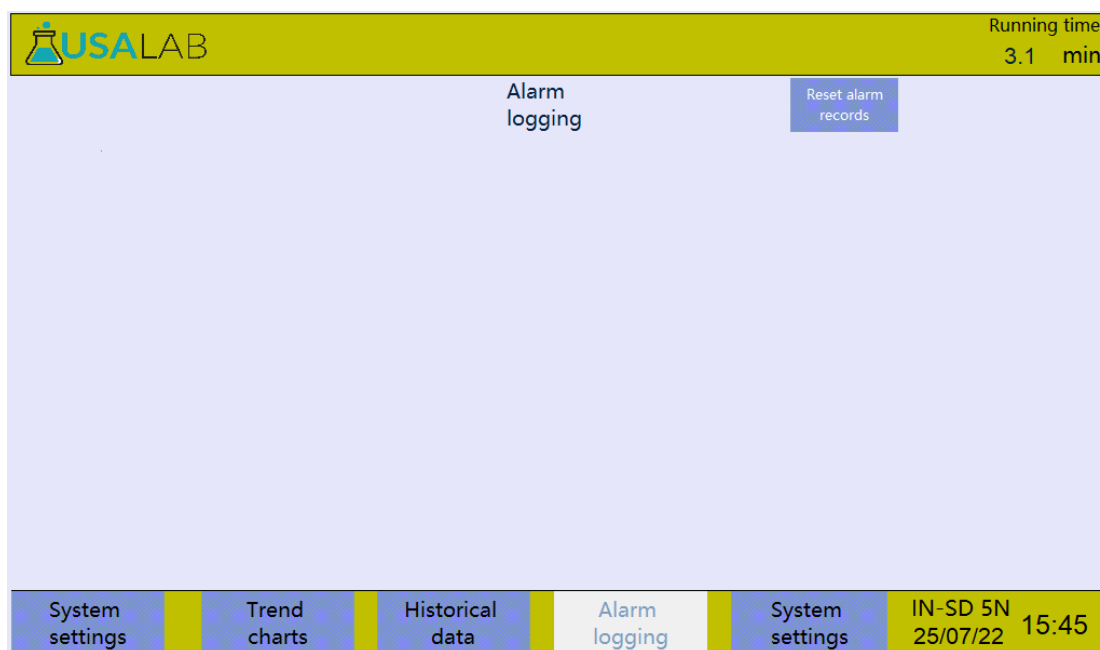 USALAB
Running time
3.1 min
Alarm
logging
Reset alarm
records
System
settings
Trend
charts
Historical
data
Alarm
logging
System
settings
IN-SD 5N
25/07/22
15:45